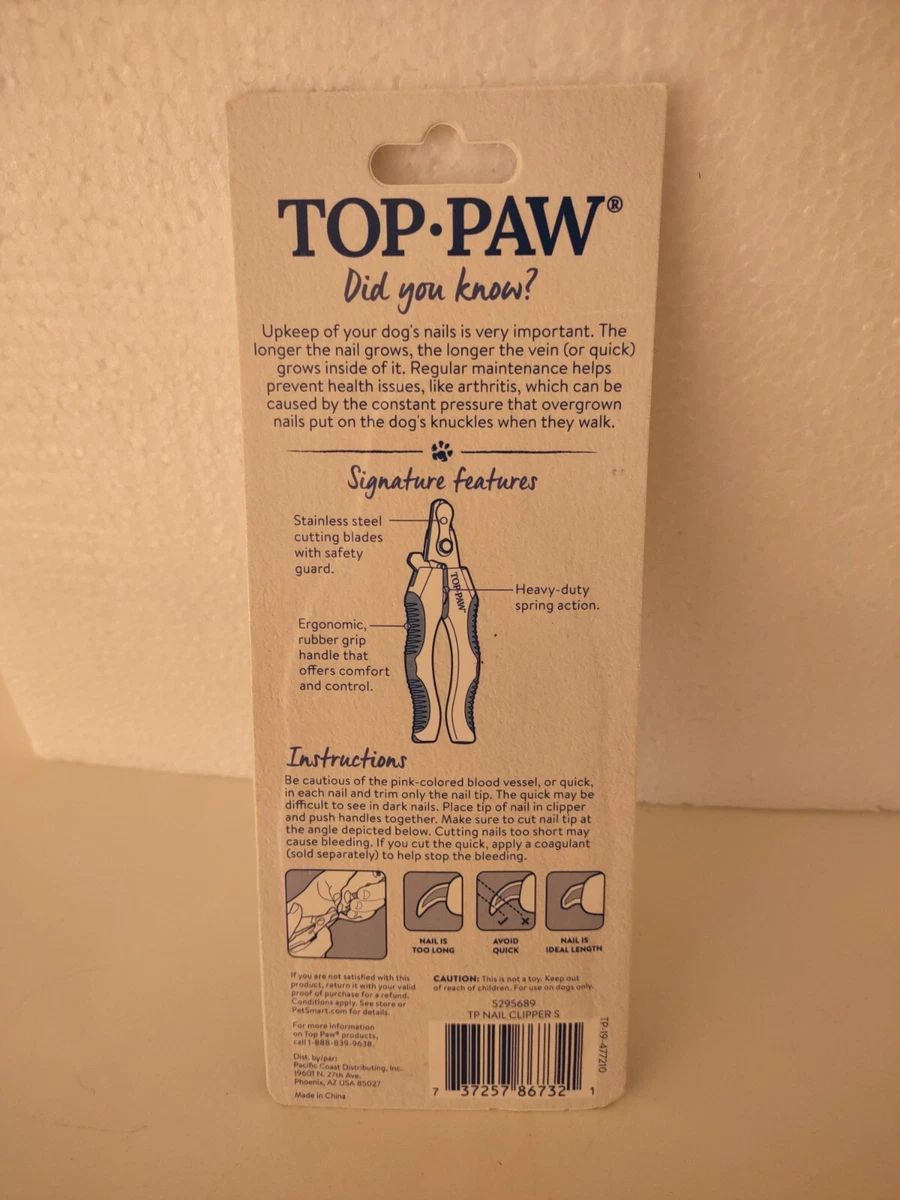 TOP•PAW®
Did you know?
Upkeep of your dog's nails is very important. The
longer the nail grows, the longer the vein (or quick)
grows inside of it. Regular maintenance helps
prevent health issues, like arthritis, which can be
caused by the constant pressure that overgrown
nails put on the dog's knuckles when they walk.
Signature features
Stainless steel
cutting blades
with safety
guard.
TOP•PAW
Heavy-duty
spring action.
Ergonomic,
rubber grip
handle that
offers comfort
and control.
Instructions
Be cautious of the pink-colored blood vessel, or quick,
in each nail and trim only the nail tip. The quick may be
difficult to see in dark nails. Place tip of nail in clipper
and push handles together. Make sure to cut nail tip at
the angle depicted below. Cutting nails too short may
cause bleeding. If you cut the quick, apply a coagulant
(sold separately) to help stop the bleeding.
NAIL IS
TOO LONG
AVOID
QUICK
NAIL IS
IDEAL LENGTH
If you are not satisfied with this
product, return it with your valid
proof of purchase for a refund.
Conditions apply. See store or
PetSmart.com for details.
For more information
on Top Paw® products,
call 1-888-839-9638.
Dist. by/par:
Pacific Coast Distributing, Inc.
19601 N. 27th Ave.
Phoenix, AZ USA 85027
Made in China
CAUTION: This is not a toy. Keep out
of reach of children. For use on dogs only.
5295689
TP NAIL CLIPPER S
7 37257 86732 1
TP-19-477210